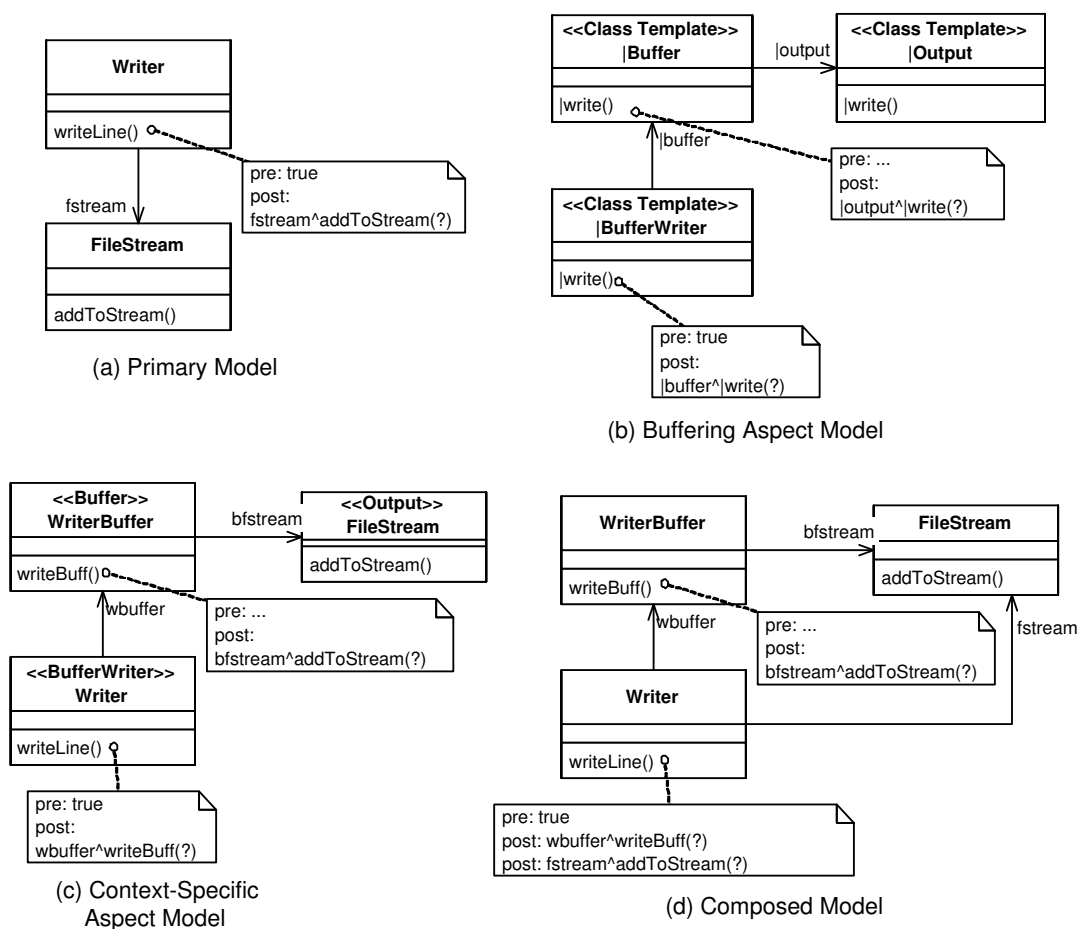 Writer
writeLine()
pre: true
post:
fstream^addToStream(?)
fstream
FileStream
addToStream()
(a) Primary Model
<<Class Template>>
|Buffer
|write()
|output
<<Class Template>>
|Output
|write()
|buffer
pre: ...
post:
|output^|write(?)
<<Class Template>>
|BufferWriter
|write()
pre: true
post:
|buffer^|write(?)
(b) Buffering Aspect Model
<<Buffer>>
WriterBuffer
writeBuff()
bfstream
<<Output>>
FileStream
addToStream()
wbuffer
pre: ...
post:
bfstream^addToStream(?)
<<BufferWriter>>
Writer
writeLine()
pre: true
post:
wbuffer^writeBuff(?)
(c) Context-Specific
Aspect Model
WriterBuffer
writeBuff()
bfstream
FileStream
addToStream()
wbuffer
fstream
pre: ...
post:
bfstream^addToStream(?)
Writer
writeLine()
pre: true
post: wbuffer^writeBuff(?)
post: fstream^addToStream(?)
(d) Composed Model